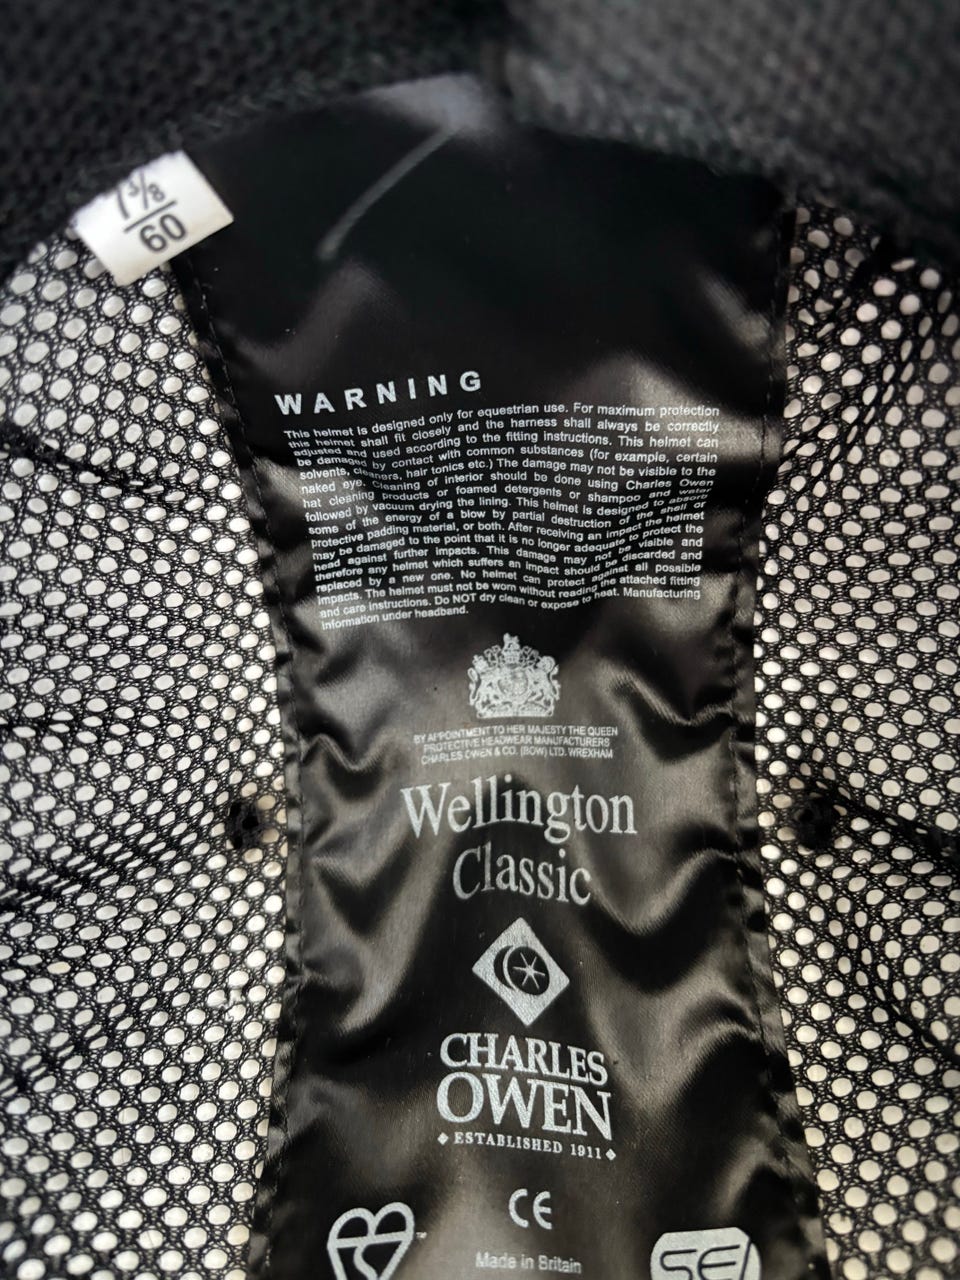 7 3/8
60
WARNING
This helmet is designed only for equestrian use. For maximum protection
this helmet shall fit closely and the harness shall always be correctly
adjusted and used according to the fitting instructions. This helmet can
be damaged by contact with common substances (for example, certain
solvents, cleaners, hair tonics etc.) The damage may not be visible to the
naked eye. Cleaning of interior should be done using Charles Owen
hat cleaning products or foamed detergents or shampoo and water
followed by vacuum drying the lining. This helmet is designed to absorb
some of the energy of a blow by partial destruction of the shell or
protective padding material, or both. After receiving an impact the helmet
may be damaged to the point that it is no longer adequate to protect the
head against further impacts. This damage may not be visible and
therefore any helmet which suffers an impact should be discarded and
replaced by a new one. No helmet can protect against all possible
impacts. The helmet must not be worn without reading the attached fitting
and care instructions. Do NOT dry clean or expose to heat. Manufacturing
information under headband.
BY APPOINTMENT TO HER MAJESTY THE QUEEN
PROTECTIVE HEADWEAR MANUFACTURERS
CHARLES OWEN & CO. (BOW) LTD. WREXHAM
Wellington
Classic
CHARLES
OWEN
ESTABLISHED 1911
CE
™
Made in Britain
SEI